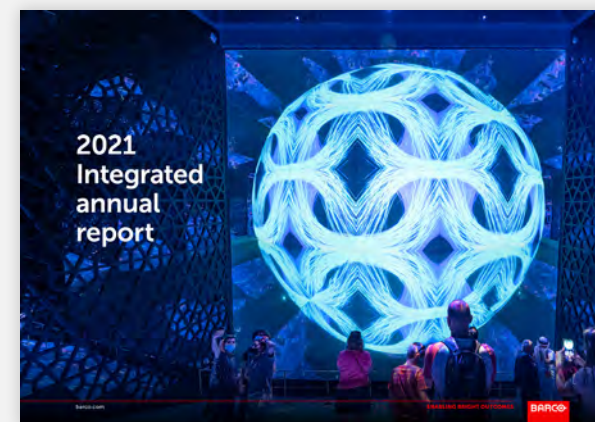 2021
Integrated
annual
report
barco.com
ENABLING BRIGHT OUTCOMES
BARCO